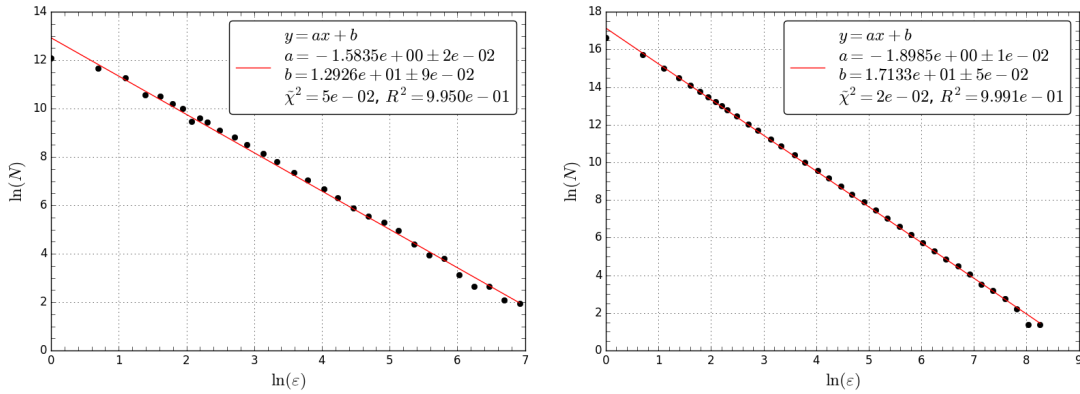 14
12
10
8
6
4
2
0
ln(N)
0 1 2 3 4 5 6 7
ln(ε)
y = ax + b
a = −1.5835e + 00 ± 2e − 02
b = 1.2926e + 01 ± 9e − 02
χ̃² = 5e − 02, R² = 9.950e − 01
18
16
14
12
10
8
6
4
2
0
ln(N)
0 1 2 3 4 5 6 7 8 9
ln(ε)
y = ax + b
a = −1.8985e + 00 ± 1e − 02
b = 1.7133e + 01 ± 5e − 02
χ̃² = 2e − 02, R² = 9.991e − 01